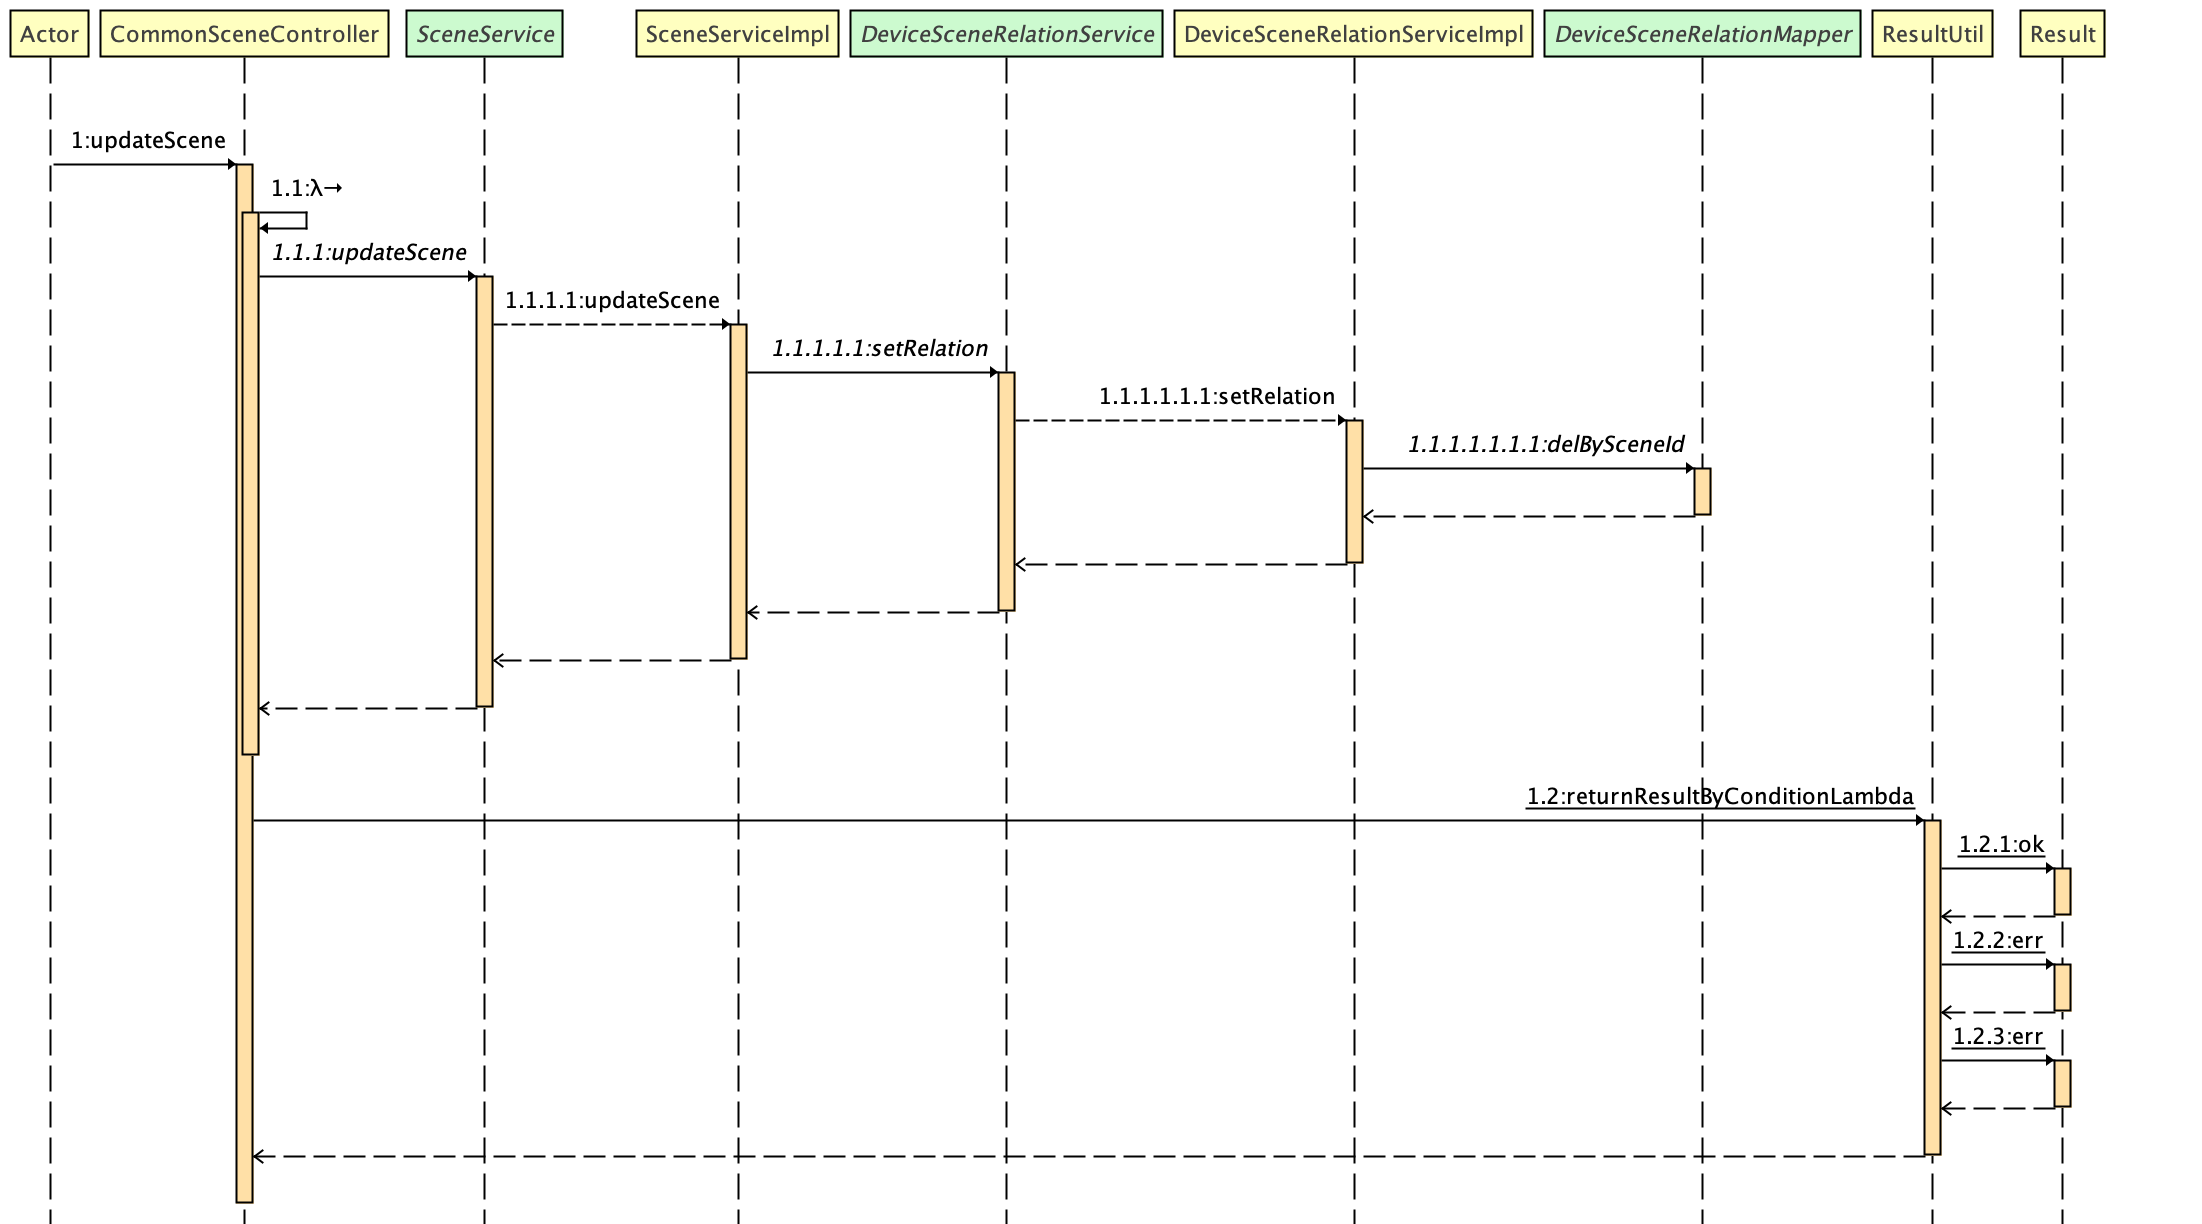 Actor
CommonSceneController
SceneService
SceneServiceImpl
DeviceSceneRelationService
DeviceSceneRelationServiceImpl
DeviceSceneRelationMapper
ResultUtil
Result
1:updateScene
1.1:λ→
1.1.1:updateScene
1.1.1.1:updateScene
1.1.1.1.1:setRelation
1.1.1.1.1.1:setRelation
1.1.1.1.1.1.1:delBySceneId
1.2:returnResultByConditionLambda
1.2.1:ok
1.2.2:err
1.2.3:err